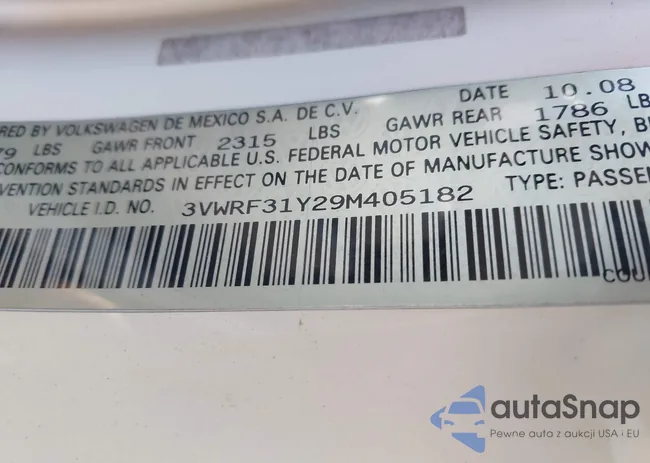 DATE 10.08
RED BY VOLKSWAGEN DE MEXICO S.A. DE C.V.
79 LBS GAWR FRONT 2315 LBS GAWR REAR 1786 LB
CONFORMS TO ALL APPLICABLE U.S. FEDERAL MOTOR VEHICLE SAFETY, B
VENTION STANDARDS IN EFFECT ON THE DATE OF MANUFACTURE SHOW
VEHICLE I.D. NO. 3VWRF31Y29M405182 TYPE: PASSEN
COU
autaSnap
Pewne auta z aukcji USA i EU